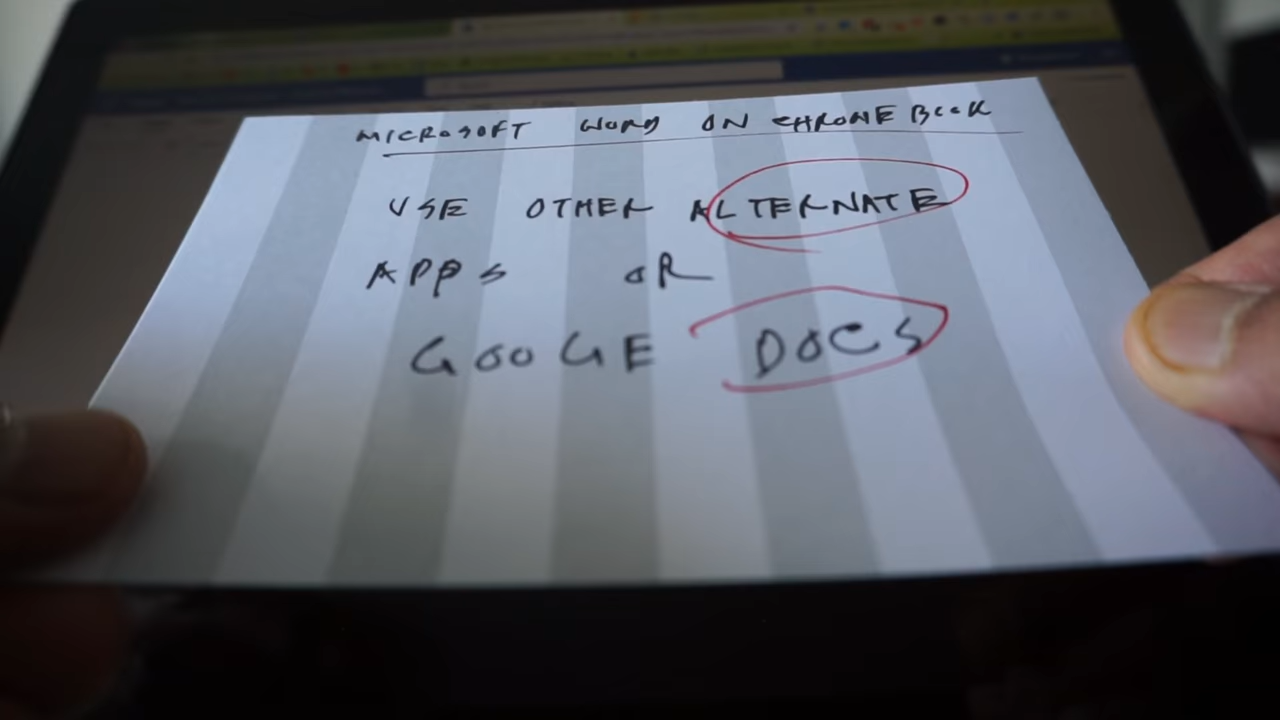 MICROSOFT WORD ON CHROMEBOOK
USE OTHER ALTERNATE
APPS OR
GOOGE DOCS